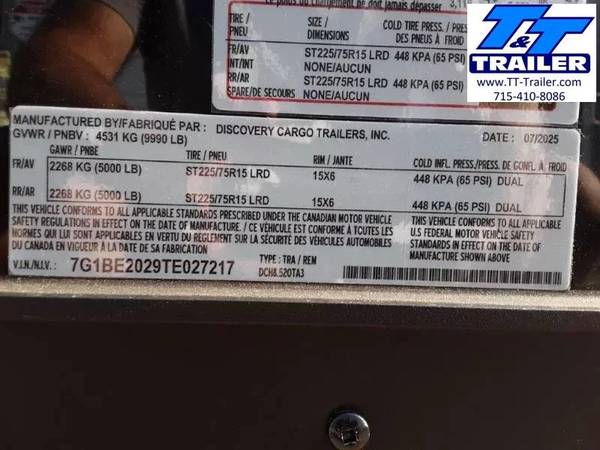 Le poids du chargement ne doit jamais dépasser
TIRE / PNEU
SIZE / DIMENSIONS
COLD TIRE PRESS. / PRESS. DES PNEUS À FROID
FR/AV ST225/75R15 LRD 448 KPA (65 PSI)
INT/INT NONE/AUCUN
RR/AR ST225/75R15 LRD 448 KPA (65 PSI)
SPARE/DE SECOURS NONE/AUCUN
T&T
TRAILER
www.TT-Trailer.com
715-410-8086
MANUFACTURED BY/FABRIQUÉ PAR : DISCOVERY CARGO TRAILERS, INC. DATE : 07/2025
GVWR / PNBV : 4531 KG (9990 LB)
GAWR / PNBE TIRE / PNEU RIM / JANTE COLD INFL. PRESS./PRESS. DE GONFL. À FROID
FR/AV 2268 KG (5000 LB) ST225/75R15 LRD 15X6 448 KPA (65 PSI) DUAL
RR/AR 2268 KG (5000 LB) ST225/75R15 LRD 15X6 448 KPA (65 PSI) DUAL
THIS VEHICLE CONFORMS TO ALL APPLICABLE STANDARDS PRESCRIBED UNDER THE CANADIAN MOTOR VEHICLE
SAFETY REGULATIONS IN EFFECT ON THE DATE OF MANUFACTURE / CE VÉHICULE EST CONFORME À TOUTES LES
NORMES QUI LUI SONT APPLICABLES EN VERTU DU RÈGLEMENT SUR LA SÉCURITÉ DES VÉHICULES AUTOMOBILES
DU CANADA EN VIGUEUR À LA DATE DE SA FABRICATION
THIS VEHICLE CONFORMS TO ALL APPLICABLE
U.S FEDERAL MOTOR VEHICLE SAFETY
STANDARDS IN EFFECT ON THE DATE OF
MANUFACTURE SHOWN ABOVE
V.I.N./N.I.V. : 7G1BE2029TE027217
TYPE : TRA / REM
DCH8.520TA3